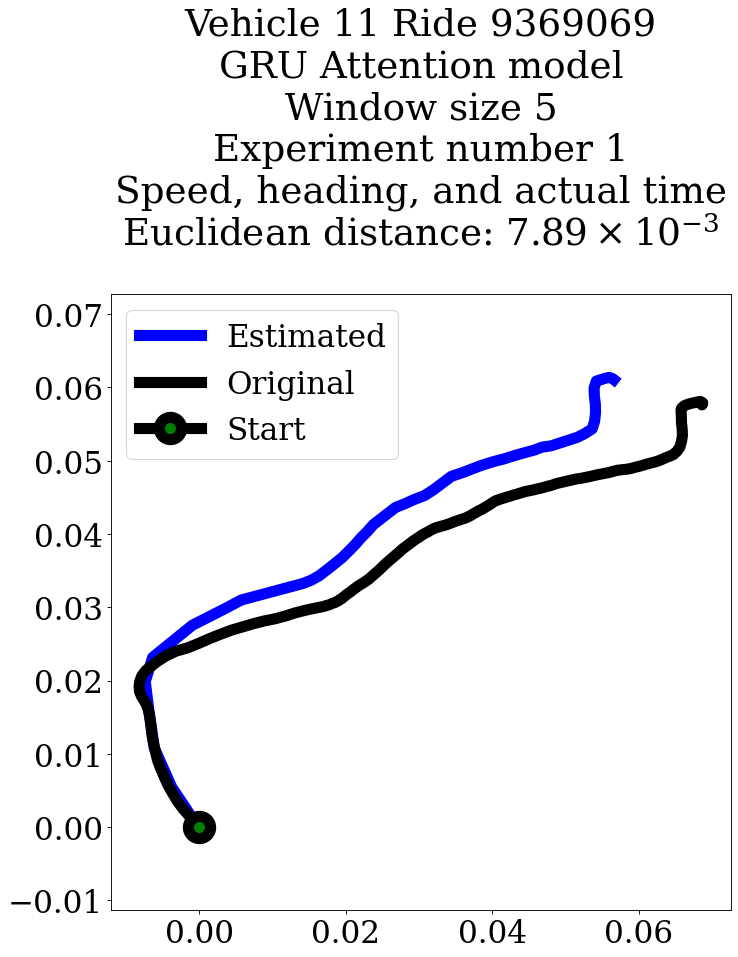 Vehicle 11 Ride 9369069
GRU Attention model
Window size 5
Experiment number 1
Speed, heading, and actual time
Euclidean distance: 7.89 × 10⁻³
Estimated
Original
Start
0.07
0.06
0.05
0.04
0.03
0.02
0.01
0.00
−0.01
0.00 0.02 0.04 0.06